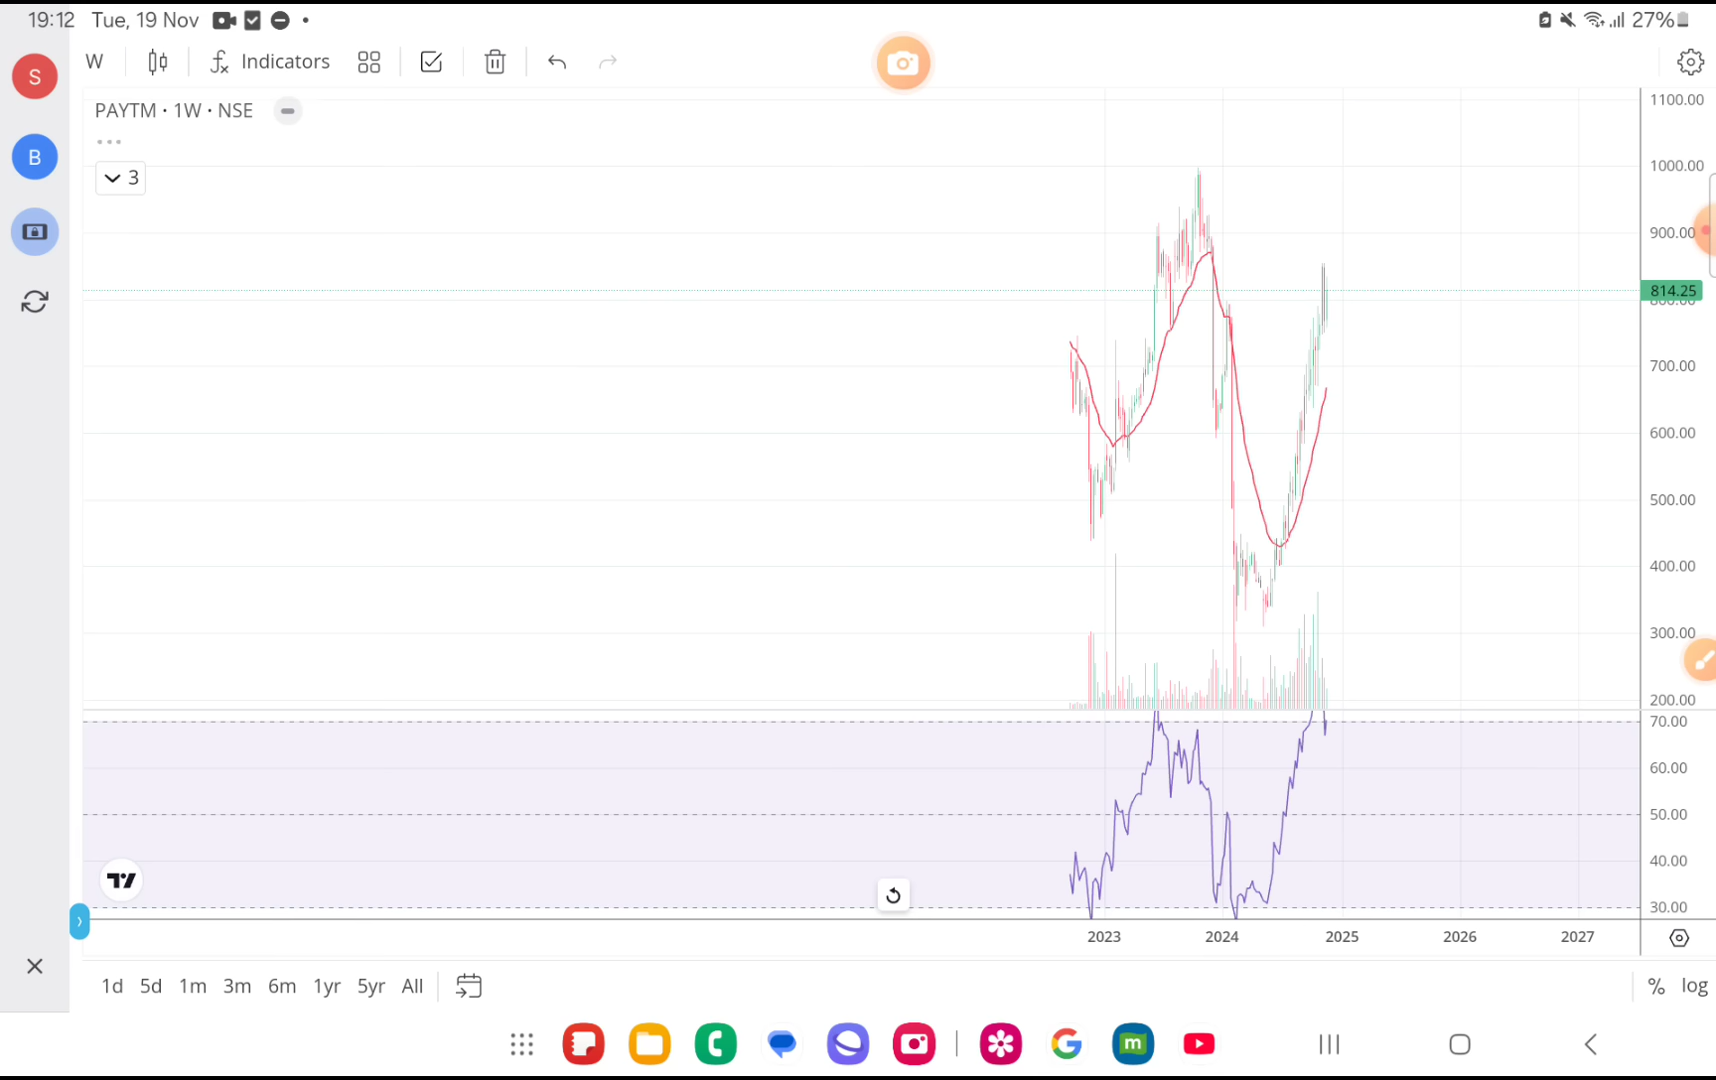 19:12 Tue, 19 Nov
27%
S
B
W
Indicators
PAYTM · 1W · NSE
3
1100.00
1000.00
900.00
814.25
700.00
600.00
500.00
400.00
300.00
200.00
70.00
60.00
50.00
40.00
30.00
2023 2024 2025 2026 2027
1d 5d 1m 3m 6m 1yr 5yr All
% log
m